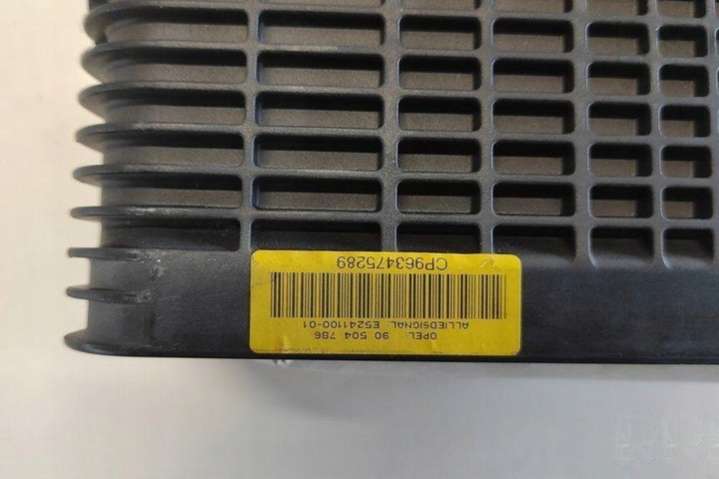 OPEL: 90 504 786
ALLIEDSIGNAL E5241100-01
CP963475289